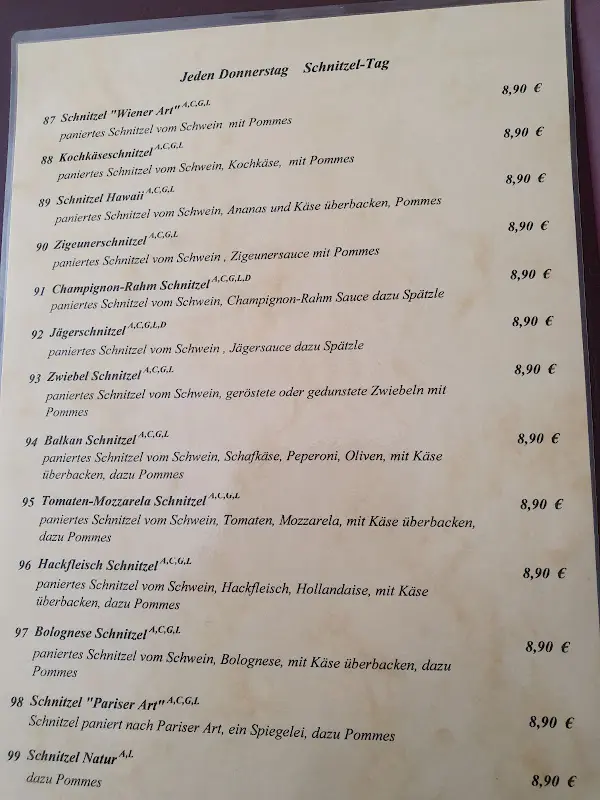 Jeden Donnerstag Schnitzel-Tag
87 Schnitzel "Wiener Art" A,C,G,L 8,90 €
paniertes Schnitzel vom Schwein mit Pommes
88 Kochkäseschnitzel A,C,G,L 8,90 €
paniertes Schnitzel vom Schwein, Kochkäse, mit Pommes
89 Schnitzel Hawaii A,C,G,L 8,90 €
paniertes Schnitzel vom Schwein, Ananas und Käse überbacken, Pommes
90 Zigeunerschnitzel A,C,G,L 8,90 €
paniertes Schnitzel vom Schwein , Zigeunersauce mit Pommes
91 Champignon-Rahm Schnitzel A,C,G,L,D 8,90 €
paniertes Schnitzel vom Schwein, Champignon-Rahm Sauce dazu Spätzle
92 Jägerschnitzel A,C,G,L,D 8,90 €
paniertes Schnitzel vom Schwein , Jägersauce dazu Spätzle
93 Zwiebel Schnitzel A,C,G,L 8,90 €
paniertes Schnitzel vom Schwein, geröstete oder gedunstete Zwiebeln mit
Pommes
94 Balkan Schnitzel A,C,G,L 8,90 €
paniertes Schnitzel vom Schwein, Schafkäse, Peperoni, Oliven, mit Käse
überbacken, dazu Pommes
95 Tomaten-Mozzarela Schnitzel A,C,G,L 8,90 €
paniertes Schnitzel vom Schwein, Tomaten, Mozzarela, mit Käse überbacken,
dazu Pommes
96 Hackfleisch Schnitzel A,C,G,L 8,90 €
paniertes Schnitzel vom Schwein, Hackfleisch, Hollandaise, mit Käse
überbacken, dazu Pommes
97 Bolognese Schnitzel A,C,G,L 8,90 €
paniertes Schnitzel vom Schwein, Bolognese, mit Käse überbacken, dazu
Pommes
98 Schnitzel "Pariser Art" A,C,G,L 8,90 €
Schnitzel paniert nach Pariser Art, ein Spiegelei, dazu Pommes
99 Schnitzel Natur A,L 8,90 €
dazu Pommes